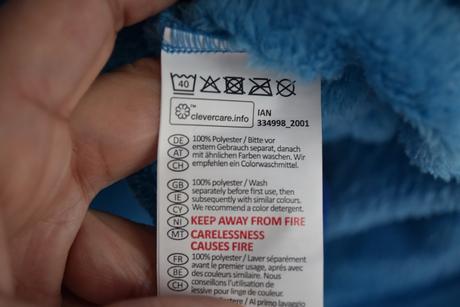 40
clevercare.info
IAN
334998_2001
DE 100% Polyester / Bitte vor
AT erstem Gebrauch separat, danach
mit ähnlichen Farben waschen. Wir
CH empfielen ein Colorwaschmittel.
GB 100% polyester / Wash
separately before first use, then
IE subsequently with similar colours.
CY We recommend a color detergent.
NI KEEP AWAY FROM FIRE
MT CARELESSNESS
CAUSES FIRE
FR 100% polyester / Laver séparément
avant le premier usage, après avec
BE des couleurs similaire. Nous
CH conseillons l'utilisation de
lessive pour linge de couleur.
/ Al primo lavaggio